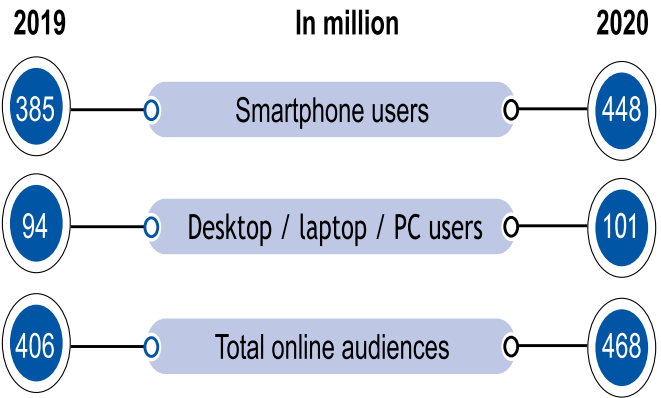 2019 In million 2020
385 Smartphone users 448
94 Desktop / laptop / PC users 101
406 Total online audiences 468